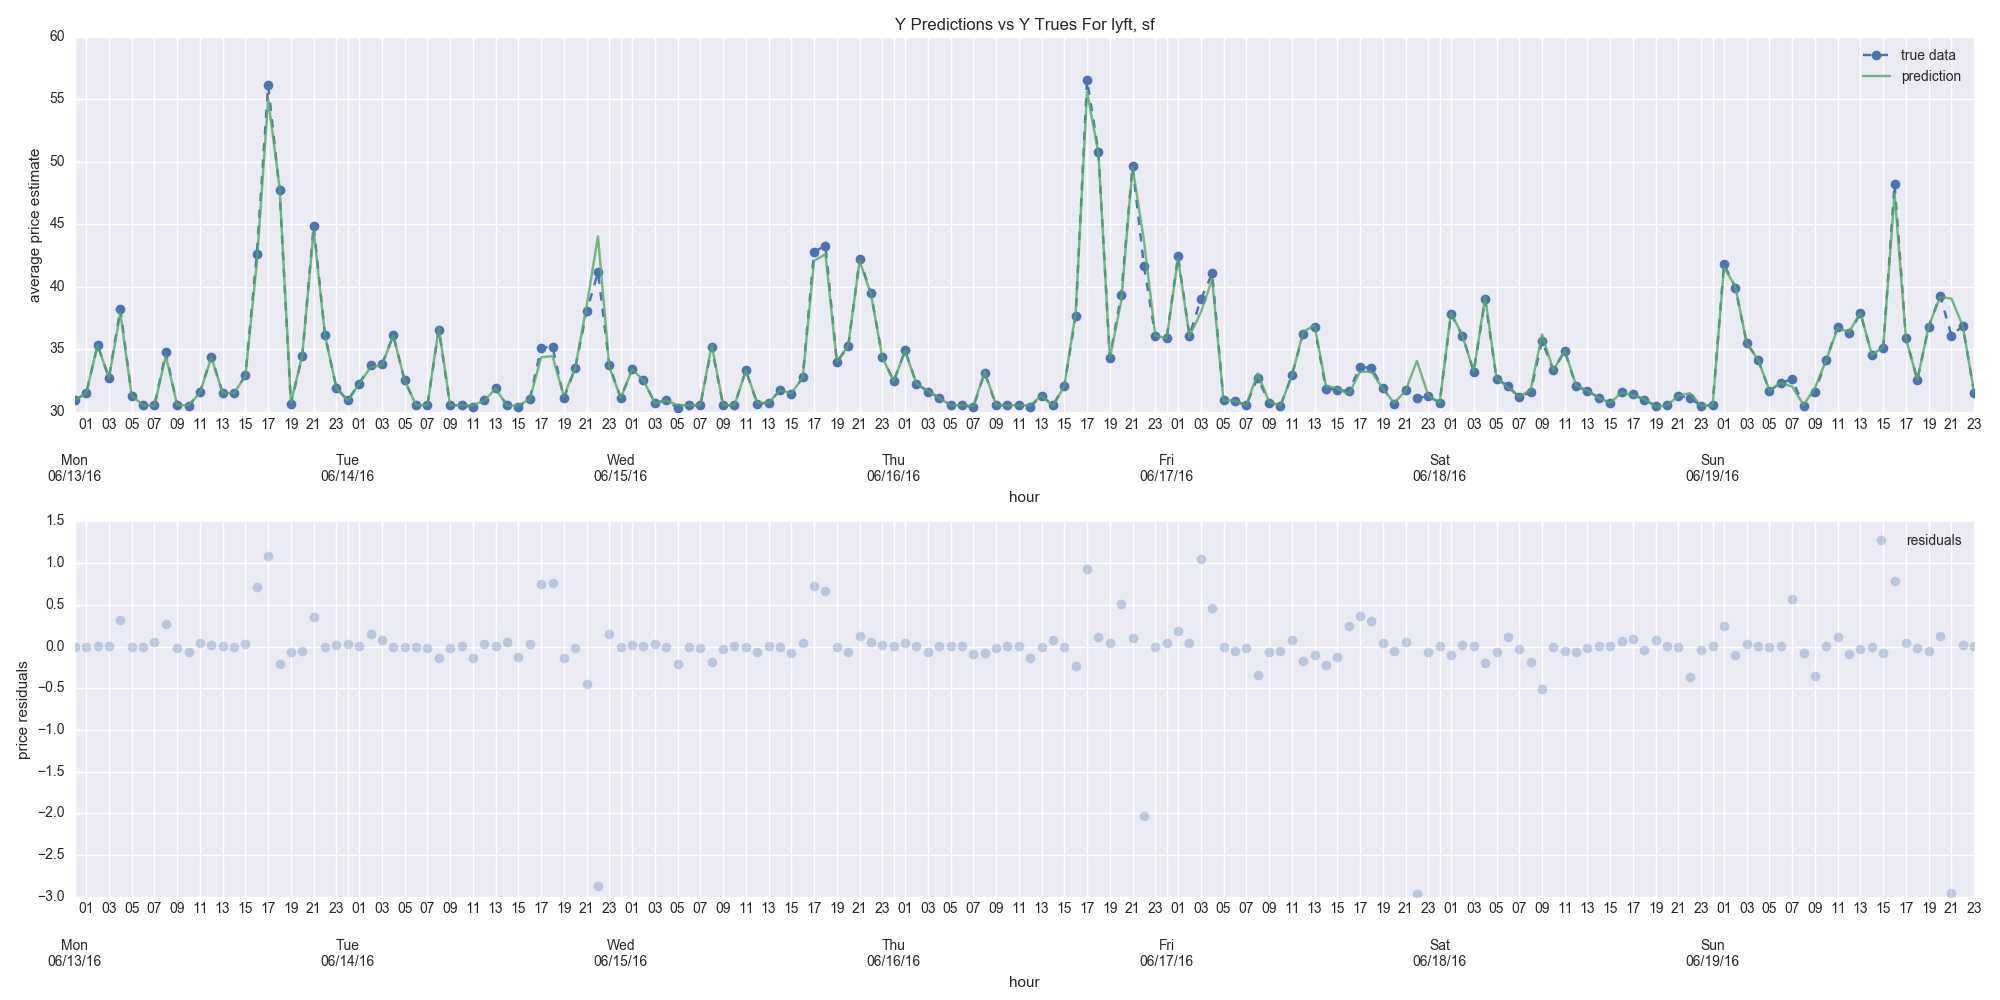 Y Predictions vs Y Trues For lyft, sf
60
55
50
45
40
35
30
average price estimate
true data
prediction
01 03 05 07 09 11 13 15 17 19 21 23 01 03 05 07 09 11 13 15 17 19 21 23 01 03 05 07 09 11 13 15 17 19 21 23 01 03 05 07 09 11 13 15 17 19 21 23 01 03 05 07 09 11 13 15 17 19 21 23 01 03 05 07 09 11 13 15 17 19 21 23 01 03 05 07 09 11 13 15 17 19 21 23
Mon Tue Wed Thu Fri Sat Sun
06/13/16 06/14/16 06/15/16 06/16/16 06/17/16 06/18/16 06/19/16
hour
1.5
1.0
0.5
0.0
−0.5
−1.0
−1.5
−2.0
−2.5
−3.0
price residuals
residuals
01 03 05 07 09 11 13 15 17 19 21 23 01 03 05 07 09 11 13 15 17 19 21 23 01 03 05 07 09 11 13 15 17 19 21 23 01 03 05 07 09 11 13 15 17 19 21 23 01 03 05 07 09 11 13 15 17 19 21 23 01 03 05 07 09 11 13 15 17 19 21 23 01 03 05 07 09 11 13 15 17 19 21 23
Mon Tue Wed Thu Fri Sat Sun
06/13/16 06/14/16 06/15/16 06/16/16 06/17/16 06/18/16 06/19/16
hour